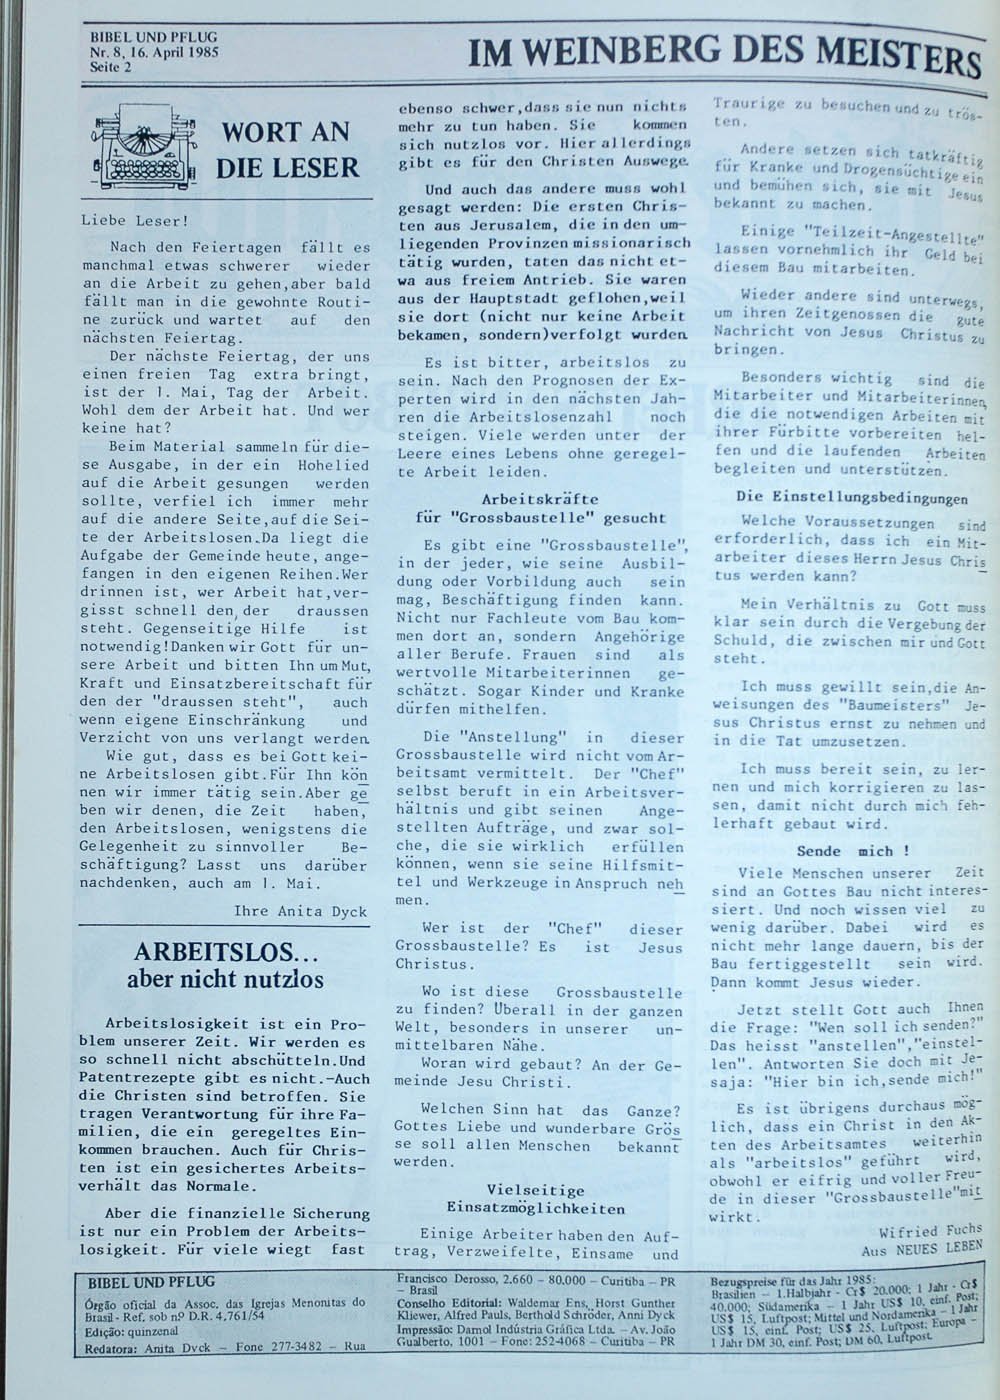 BIBEL UND PFLUG
Nr. 8, 16. April 1985
Seite 2
IM WEINBERG DES MEISTERS
WORT AN
DIE LESER
Liebe Leser!
Nach den Feiertagen fällt es
manchmal etwas schwerer wieder
an die Arbeit zu gehen,aber bald
fällt man in die gewohnte Routi-
ne zurück und wartet auf den
nächsten Feiertag.
Der nächste Feiertag, der uns
einen freien Tag extra bringt,
ist der 1. Mai, Tag der Arbeit.
Wohl dem der Arbeit hat. Und wer
keine hat?
Beim Material sammeln für die-
se Ausgabe, in der ein Hohelied
auf die Arbeit gesungen werden
sollte, verfiel ich immer mehr
auf die andere Seite,auf die Sei-
te der Arbeitslosen.Da liegt die
Aufgabe der Gemeinde heute, ange-
fangen in den eigenen Reihen.Wer
drinnen ist, wer Arbeit hat,ver-
gisst schnell den,der draussen
steht. Gegenseitige Hilfe ist
notwendig!Danken wir Gott für un-
sere Arbeit und bitten Ihn um Mut,
Kraft und Einsatzbereitschaft für
den der "draussen steht", auch
wenn eigene Einschränkung und
Verzicht von uns verlangt werden.
Wie gut, dass es bei Gott kei-
ne Arbeitslosen gibt.Für Ihn kön
nen wir immer tätig sein.Aber ge
ben wir denen, die Zeit haben,
den Arbeitslosen, wenigstens die
Gelegenheit zu sinnvoller Be-
schäftigung? Lasst uns darüber
nachdenken, auch am 1. Mai.
Ihre Anita Dyck
ARBEITSLOS...
aber nicht nutzlos
Arbeitslosigkeit ist ein Pro-
blem unserer Zeit. Wir werden es
so schnell nicht abschütteln.Und
Patentrezepte gibt es nicht.-Auch
die Christen sind betroffen. Sie
tragen Verantwortung für ihre Fa-
milien, die ein geregeltes Ein-
kommen brauchen. Auch für Chris-
ten ist ein gesichertes Arbeits-
verhält das Normale.
Aber die finanzielle Sicherung
ist nur ein Problem der Arbeits-
losigkeit. Für viele wiegt fast
ebenso schwer,dass sie nun nichts
mehr zu tun haben. Sie kommen
sich nutzlos vor. Hier allerdings
gibt es für den Christen Auswege.
Und auch das andere muss wohl
gesagt werden: Die ersten Chris-
ten aus Jerusalem, die in den um-
liegenden Provinzen missionarisch
tätig wurden, taten das nicht et-
wa aus freiem Antrieb. Sie waren
aus der Hauptstadt geflohen,weil
sie dort (nicht nur keine Arbeit
bekamen, sondern)verfolgt wurden.
Es ist bitter, arbeitslos zu
sein. Nach den Prognosen der Ex-
perten wird in den nächsten Jah-
ren die Arbeitslosenzahl noch
steigen. Viele werden unter der
Leere eines Lebens ohne geregel-
te Arbeit leiden.
Arbeitskräfte
für "Grossbaustelle" gesucht
Es gibt eine "Grossbaustelle",
in der jeder, wie seine Ausbil-
dung oder Vorbildung auch sein
mag, Beschäftigung finden kann.
Nicht nur Fachleute vom Bau kom-
men dort an, sondern Angehörige
aller Berufe. Frauen sind als
wertvolle Mitarbeiterinnen ge-
schätzt. Sogar Kinder und Kranke
dürfen mithelfen.
Die "Anstellung" in dieser
Grossbaustelle wird nicht vom Ar-
beitsamt vermittelt. Der "Chef"
selbst beruft in ein Arbeitsver-
hältnis und gibt seinen Ange-
stellten Aufträge, und zwar sol-
che, die sie wirklich erfüllen
können, wenn sie seine Hilfsmit-
tel und Werkzeuge in Anspruch neh
men.
Wer ist der "Chef" dieser
Grossbaustelle? Es ist Jesus
Christus.
Wo ist diese Grossbaustelle
zu finden? Überall in der ganzen
Welt, besonders in unserer un-
mittelbaren Nähe.
Woran wird gebaut? An der Ge-
meinde Jesu Christi.
Welchen Sinn hat das Ganze?
Gottes Liebe und wunderbare Grös
se soll allen Menschen bekannt
werden.
Vielseitige
Einsatzmöglichkeiten
Einige Arbeiter haben den Auf-
trag, Verzweifelte, Einsame und
Traurige zu besuchen und zu trös-
ten.
Andere setzen sich tatkräftig
für Kranke und Drogensüchtige ein
und bemühen sich, sie mit Jesus
bekannt zu machen.
Einige "Teilzeit-Angestellte"
lassen vornehmlich ihr Geld bei
diesem Bau mitarbeiten.
Wieder andere sind unterwegs,
um ihren Zeitgenossen die gute
Nachricht von Jesus Christus zu
bringen.
Besonders wichtig sind die
Mitarbeiter und Mitarbeiterinnen,
die die notwendigen Arbeiten mit
ihrer Fürbitte vorbereiten hel-
fen und die laufenden Arbeiten
begleiten und unterstützen.
Die Einstellungsbedingungen
Welche Voraussetzungen sind
erforderlich, dass ich ein Mit-
arbeiter dieses Herrn Jesus Chris
tus werden kann?
Mein Verhältnis zu Gott muss
klar sein durch die Vergebung der
Schuld, die zwischen mir und Gott
steht.
Ich muss gewillt sein,die An-
weisungen des "Baumeisters" Je-
sus Christus ernst zu nehmen und
in die Tat umzusetzen.
Ich muss bereit sein, zu ler-
nen und mich korrigieren zu las-
sen, damit nicht durch mich feh-
lerhaft gebaut wird.
Sende mich !
Viele Menschen unserer Zeit
sind an Gottes Bau nicht interes-
siert. Und noch wissen viel zu
wenig darüber. Dabei wird es
nicht mehr lange dauern, bis der
Bau fertiggestellt sein wird.
Dann kommt Jesus wieder.
Jetzt stellt Gott auch Ihnen
die Frage: "Wen soll ich senden?"
Das heisst "anstellen","einstel-
len". Antworten Sie doch mit Je-
saja: "Hier bin ich,sende mich!"
Es ist übrigens durchaus mög-
lich, dass ein Christ in den Ak-
ten des Arbeitsamtes weiterhin
als "arbeitslos" geführt wird,
obwohl er eifrig und voller Freu-
de in dieser "Grossbaustelle"mit
wirkt.
Wifried Fuchs
Aus NEUES LEBEN
BIBEL UND PFLUG
Órgão oficial da Assoc. das Igrejas Menonitas do
Brasil - Ref. sob nº D.R. 4,761/54
Edição: quinzenal
Redatora: Anita Dyck – Fone 277-3482 – Rua
Francisco Derosso, 2.660 – 80.000 – Curitiba – PR
– Brasil
Conselho Editorial: Waldemar Ens, Horst Gunther
Kliewer, Alfred Pauls, Berthold Schröder, Anni Dyck
Impressão: Damol Indústria Gráfica Ltda. – Av. João
Gualberto, 1001 – Fone: 252-4068 – Curitiba – PR
Bezugspreise für das Jahr 1985:
Brasilien – 1.Halbjahr - Cr$ 20.000; 1 Jahr - Cr$
40.000; Südamerika – 1 Jahr US$ 10, einf. Post;
US$ 15, Luftpost; Mittel und Nordamerika – 1 Jahr
US$ 15, einf. Post; US$ 25, Luftpost; Europa –
1 Jahr DM 30, einf. Post; DM 60, Luftpost.